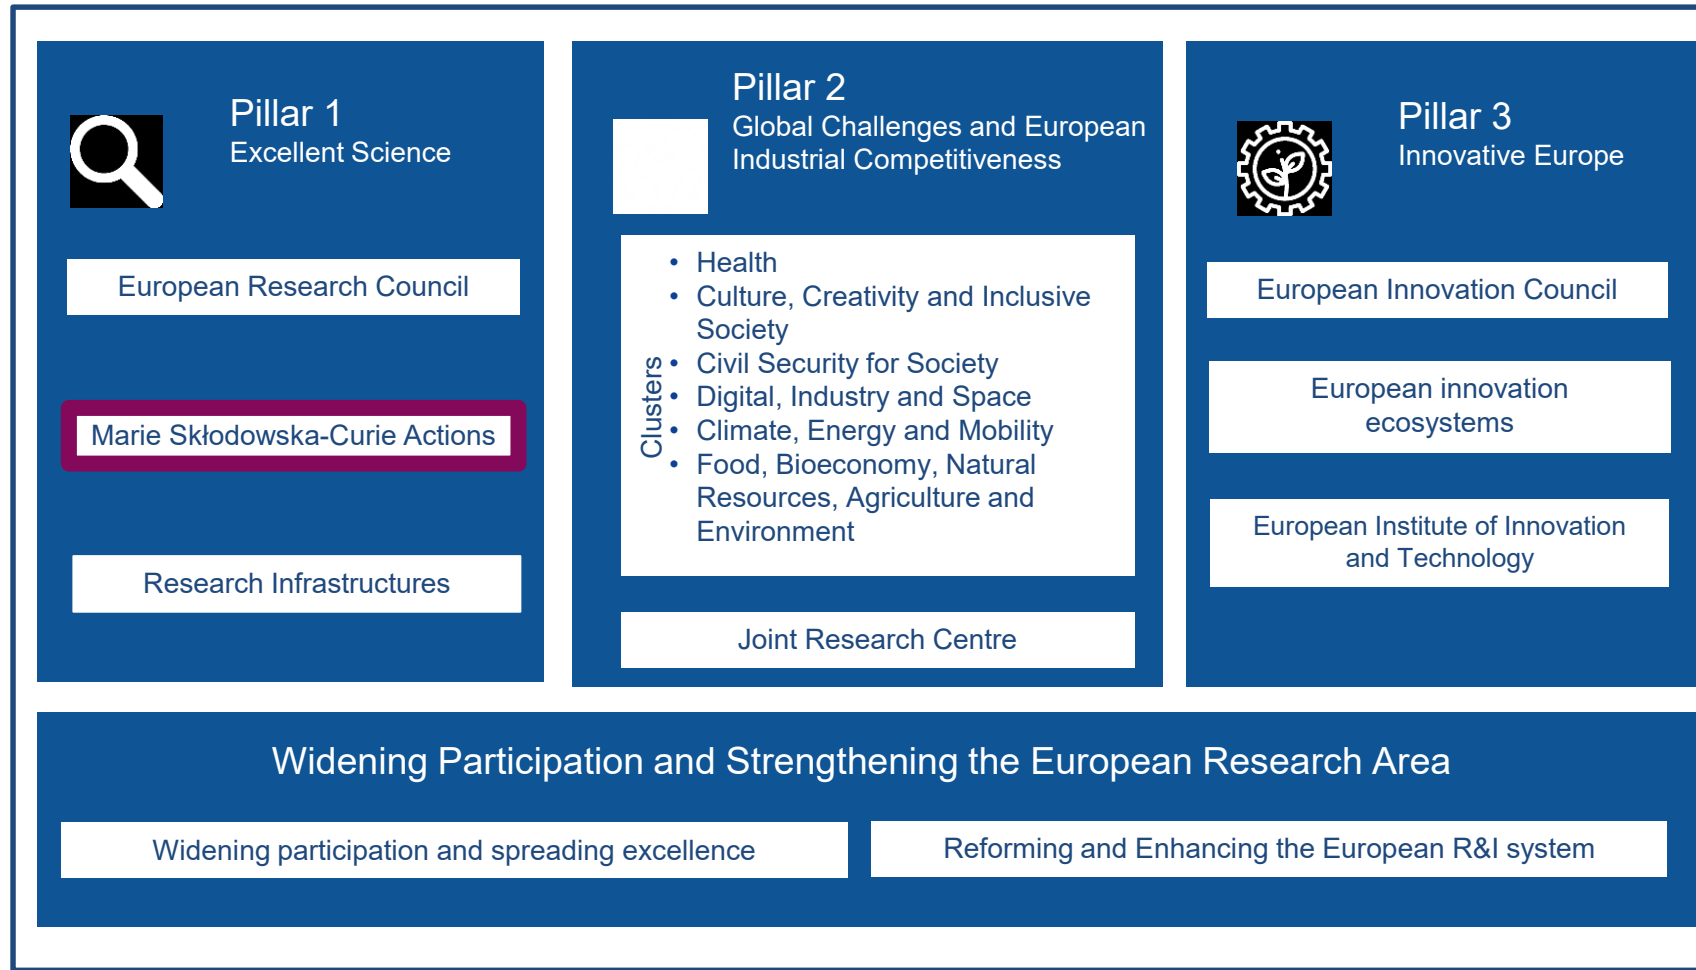 Pillar 1
Excellent Science
European Research Council
Marie Skłodowska-Curie Actions
Research Infrastructures
Pillar 2
Global Challenges and European
Industrial Competitiveness
Clusters
• Health
• Culture, Creativity and Inclusive
Society
• Civil Security for Society
• Digital, Industry and Space
• Climate, Energy and Mobility
• Food, Bioeconomy, Natural
Resources, Agriculture and
Environment
Joint Research Centre
Pillar 3
Innovative Europe
European Innovation Council
European innovation
ecosystems
European Institute of Innovation
and Technology
Widening Participation and Strengthening the European Research Area
Widening participation and spreading excellence
Reforming and Enhancing the European R&I system